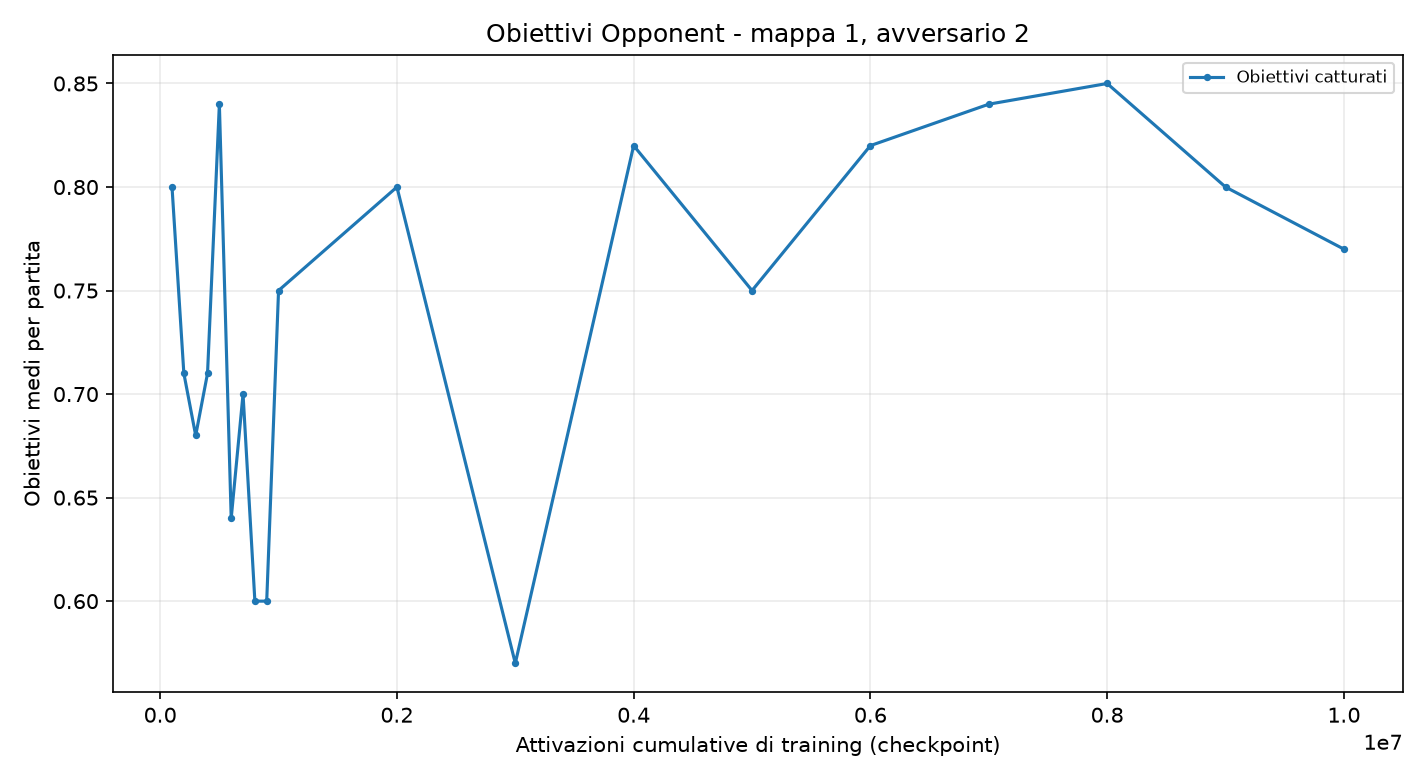 Obiettivi Opponent - mappa 1, avversario 2
Obiettivi catturati
Obiettivi medi per partita
0.85
0.80
0.75
0.70
0.65
0.60
0.0 0.2 0.4 0.6 0.8 1.0
1e7
Attivazioni cumulative di training (checkpoint)